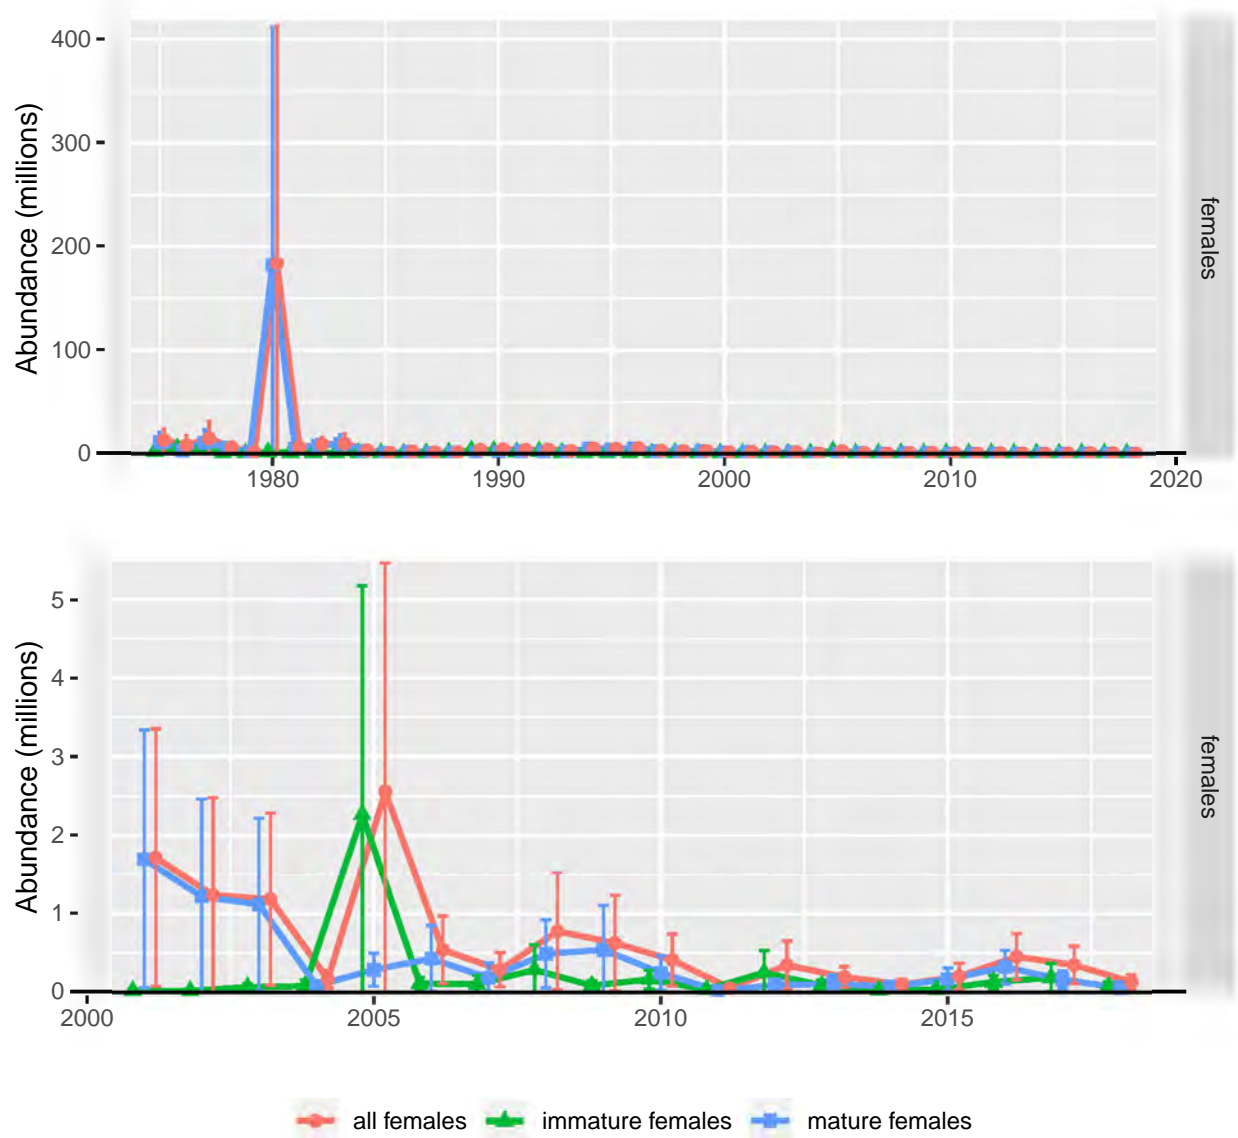 400
300
200
100
0
Abundance (millions)
females
1980 1990 2000 2010 2020
5
4
3
2
1
0
Abundance (millions)
females
2000 2005 2010 2015
all females immature females mature females